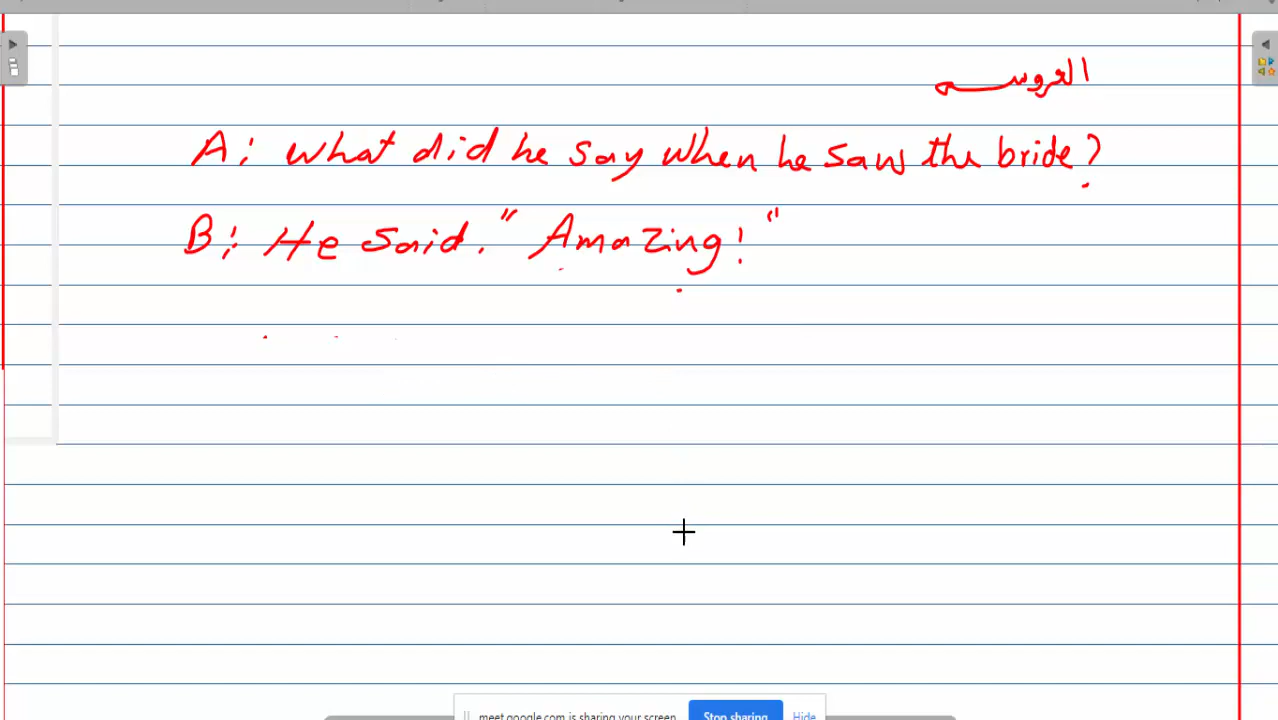 العروسه
A: What did he say when he saw the bride?
B: He said. "Amazing!"
meet.google.com is sharing your screen. Stop sharing Hide